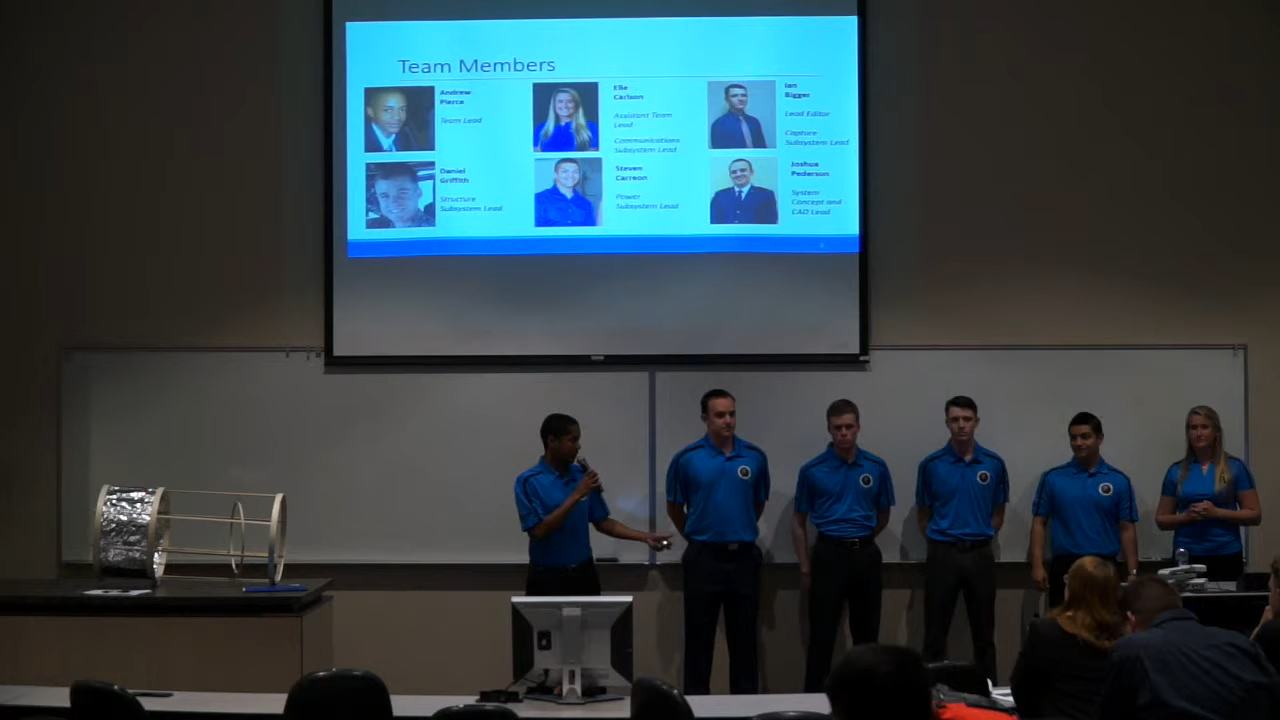 Team Members
Andrew
Pierce
Team Lead
Ellie
Carlson
Assistant Team
Lead
Communications
Subsystem Lead
Ian
Bigger
Lead Editor
Capture
Subsystem Lead
Daniel
Griffith
Structure
Subsystem Lead
Steven
Carreon
Power
Subsystem Lead
Joshua
Pederson
System
Concept and
CAD Lead